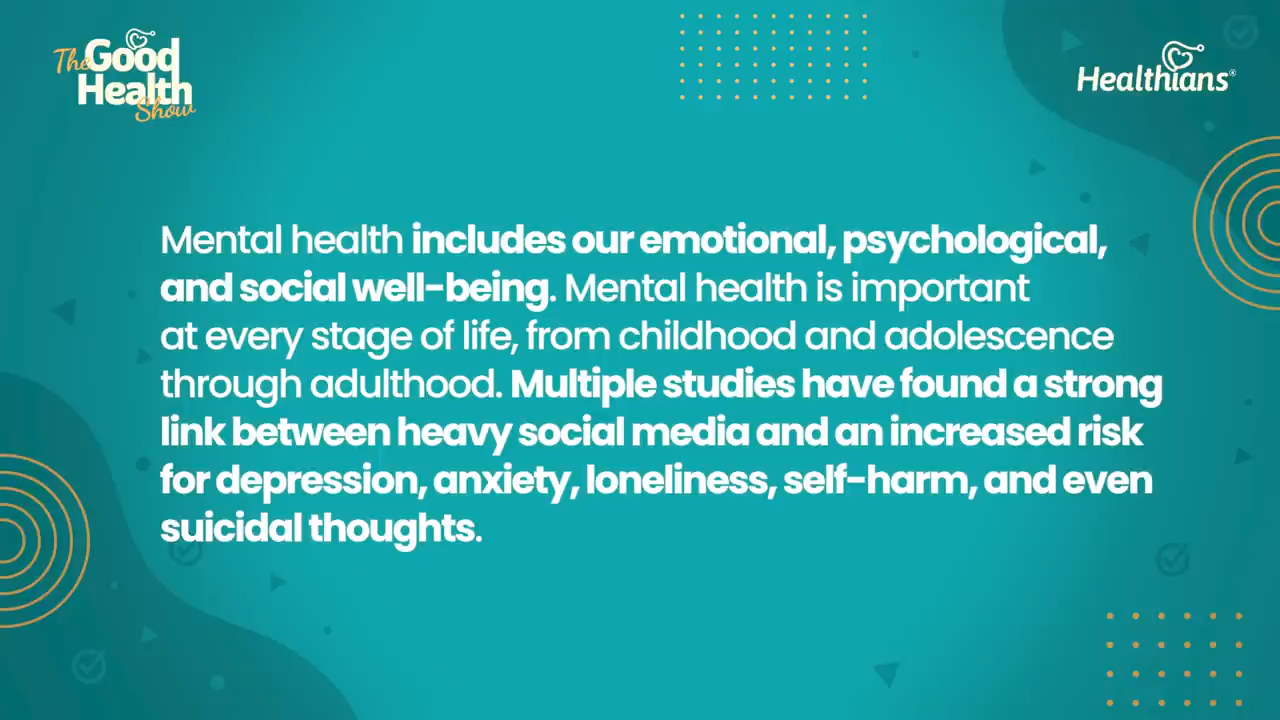 The Good
Health
Show
Healthians®
Mental health includes our emotional, psychological,
and social well-being. Mental health is important
at every stage of life, from childhood and adolescence
through adulthood. Multiple studies have found a strong
link between heavy social media and an increased risk
for depression, anxiety, loneliness, self-harm, and even
suicidal thoughts.